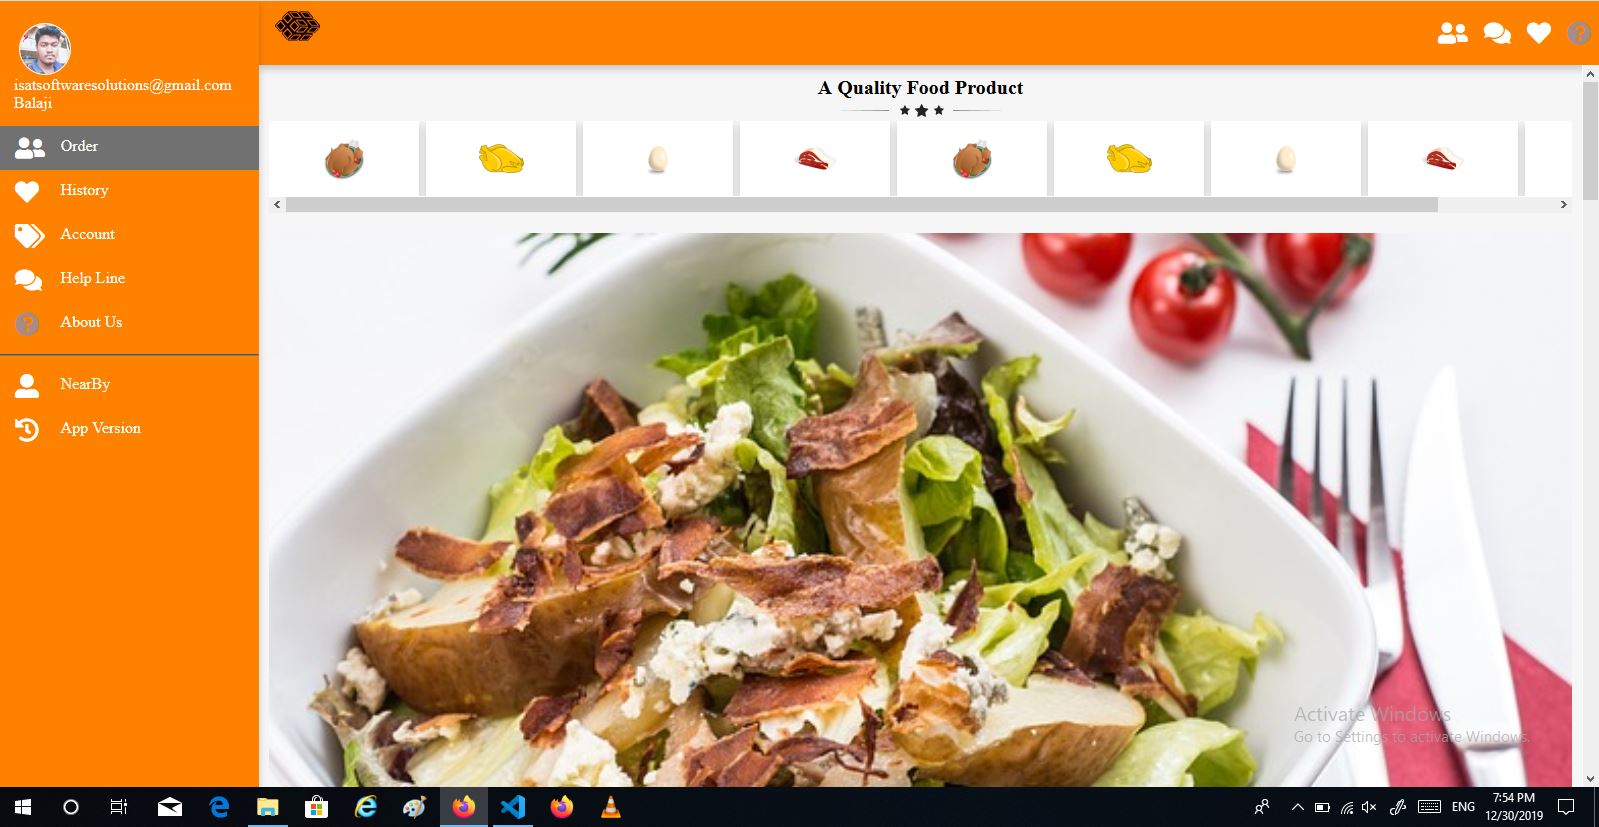 isatsoftwaresolutions@gmail.com
Balaji
Order
History
Account
Help Line
About Us
NearBy
App Version
A Quality Food Product
Activate Windows
Go to Settings to activate Windows.
ENG
7:54 PM
12/30/2019